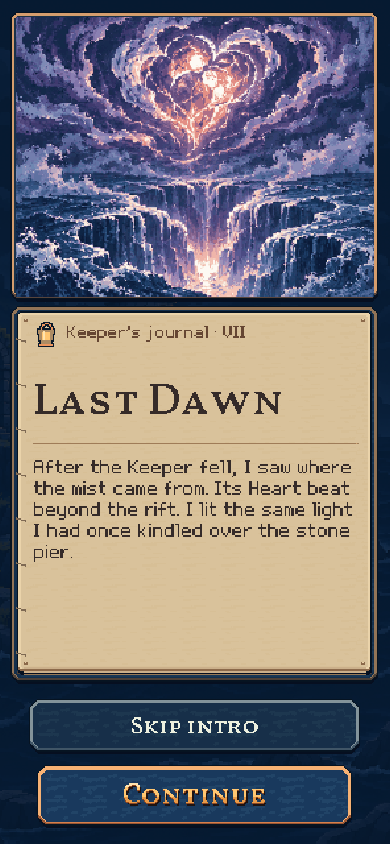 Keeper's journal · VII
Last Dawn
After the Keeper fell, I saw where
the mist came from. Its Heart beat
beyond the rift. I lit the same light
I had once kindled over the stone
pier.
Skip intro
Continue